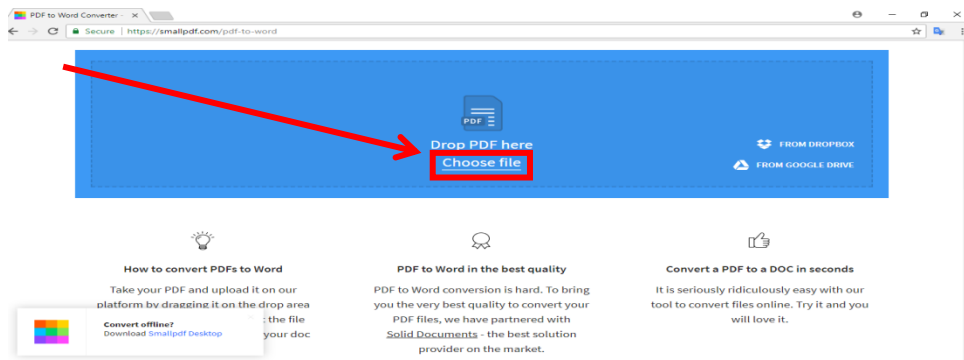 PDF to Word Converter -
Secure | https://smallpdf.com/pdf-to-word
PDF
Drop PDF here
Choose file
FROM DROPBOX
FROM GOOGLE DRIVE
How to convert PDFs to Word
Take your PDF and upload it on our
platform by dragging it on the drop area
the file
your doc
Convert offline?
Download Smallpdf Desktop
PDF to Word in the best quality
PDF to Word conversion is hard. To bring
you the very best quality to convert your
PDF files, we have partnered with
Solid Documents - the best solution
provider on the market.
Convert a PDF to a DOC in seconds
It is seriously ridiculously easy with our
tool to convert files online. Try it and you
will love it.